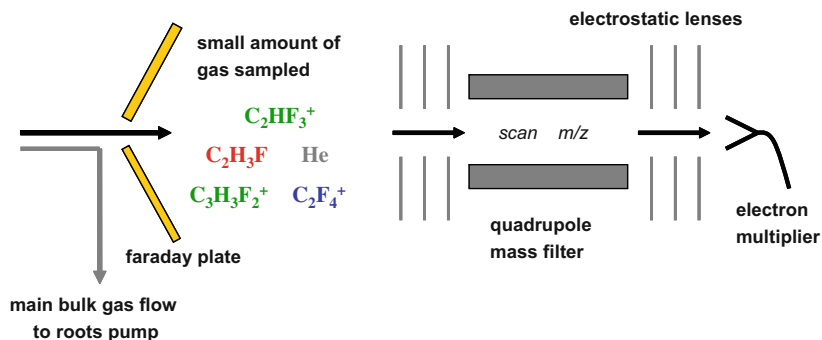 small amount of
gas sampled
C₂HF₃⁺
C₂H₃F He
C₃H₃F₂⁺ C₂F₄⁺
faraday plate
main bulk gas flow
to roots pump
electrostatic lenses
scan m/z
quadrupole
mass filter
electron
multiplier